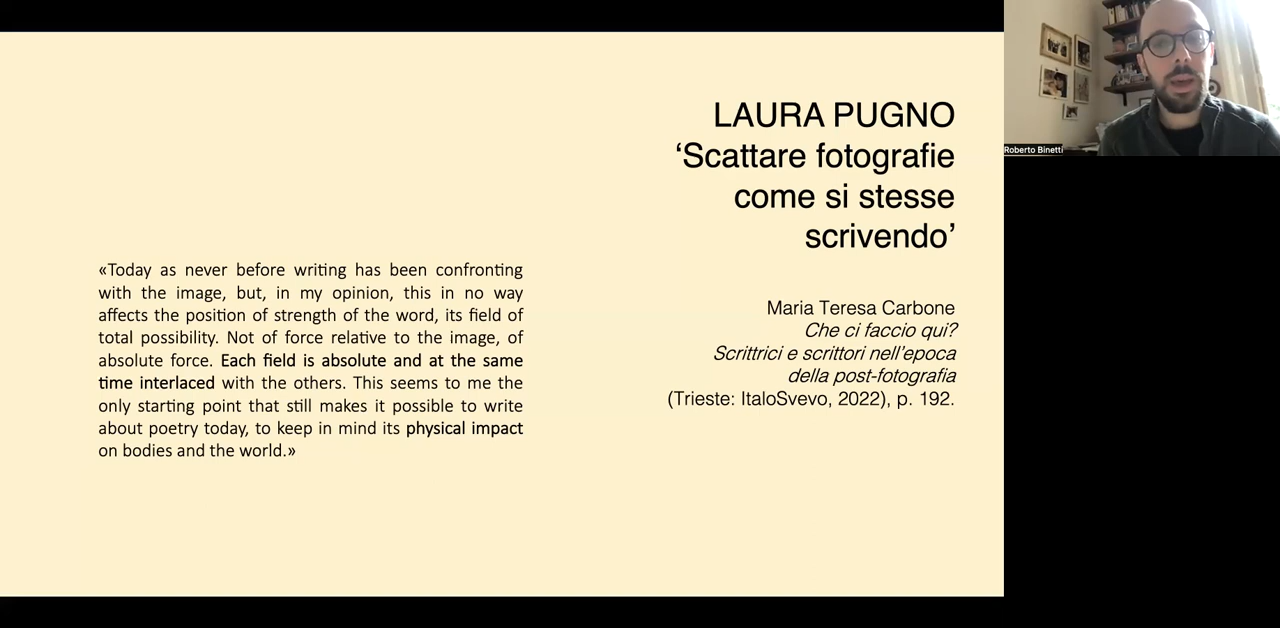 LAURA PUGNO
‘Scattare fotografie
come si stesse
scrivendo’
«Today as never before writing has been confronting
with the image, but, in my opinion, this in no way
affects the position of strength of the word, its field of
total possibility. Not of force relative to the image, of
absolute force. Each field is absolute and at the same
time interlaced with the others. This seems to me the
only starting point that still makes it possible to write
about poetry today, to keep in mind its physical impact
on bodies and the world.»
Maria Teresa Carbone
Che ci faccio qui?
Scrittrici e scrittori nell’epoca
della post-fotografia
(Trieste: ItaloSvevo, 2022), p. 192.
Roberto Binetti